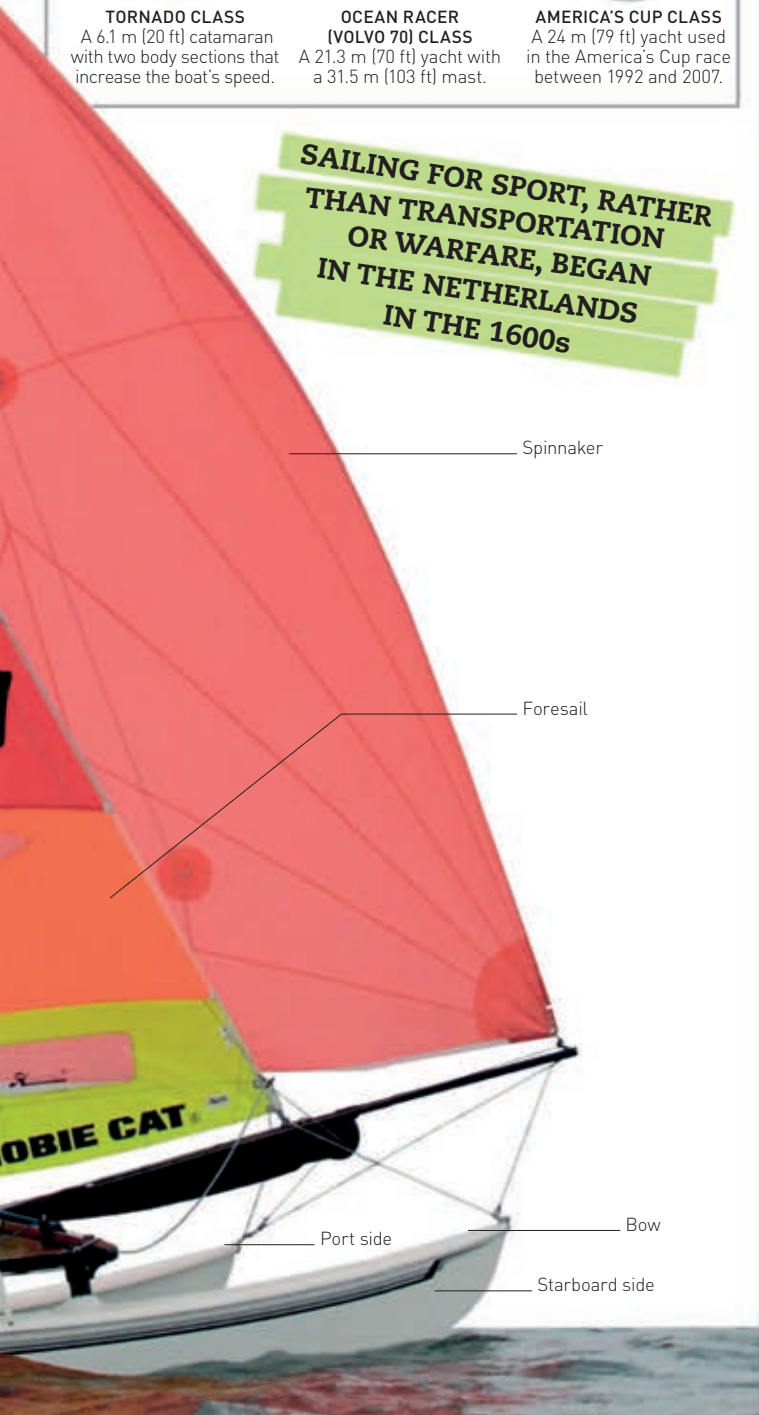 TORNADO CLASS
A 6.1 m (20 ft) catamaran
with two body sections that
increase the boat's speed.
OCEAN RACER
(VOLVO 70) CLASS
A 21.3 m (70 ft) yacht with
a 31.5 m (103 ft) mast.
AMERICA'S CUP CLASS
A 24 m (79 ft) yacht used
in the America's Cup race
between 1992 and 2007.
SAILING FOR SPORT, RATHER
THAN TRANSPORTATION
OR WARFARE, BEGAN
IN THE NETHERLANDS
IN THE 1600s
Spinnaker
Foresail
OBIE CAT
Port side
Bow
Starboard side